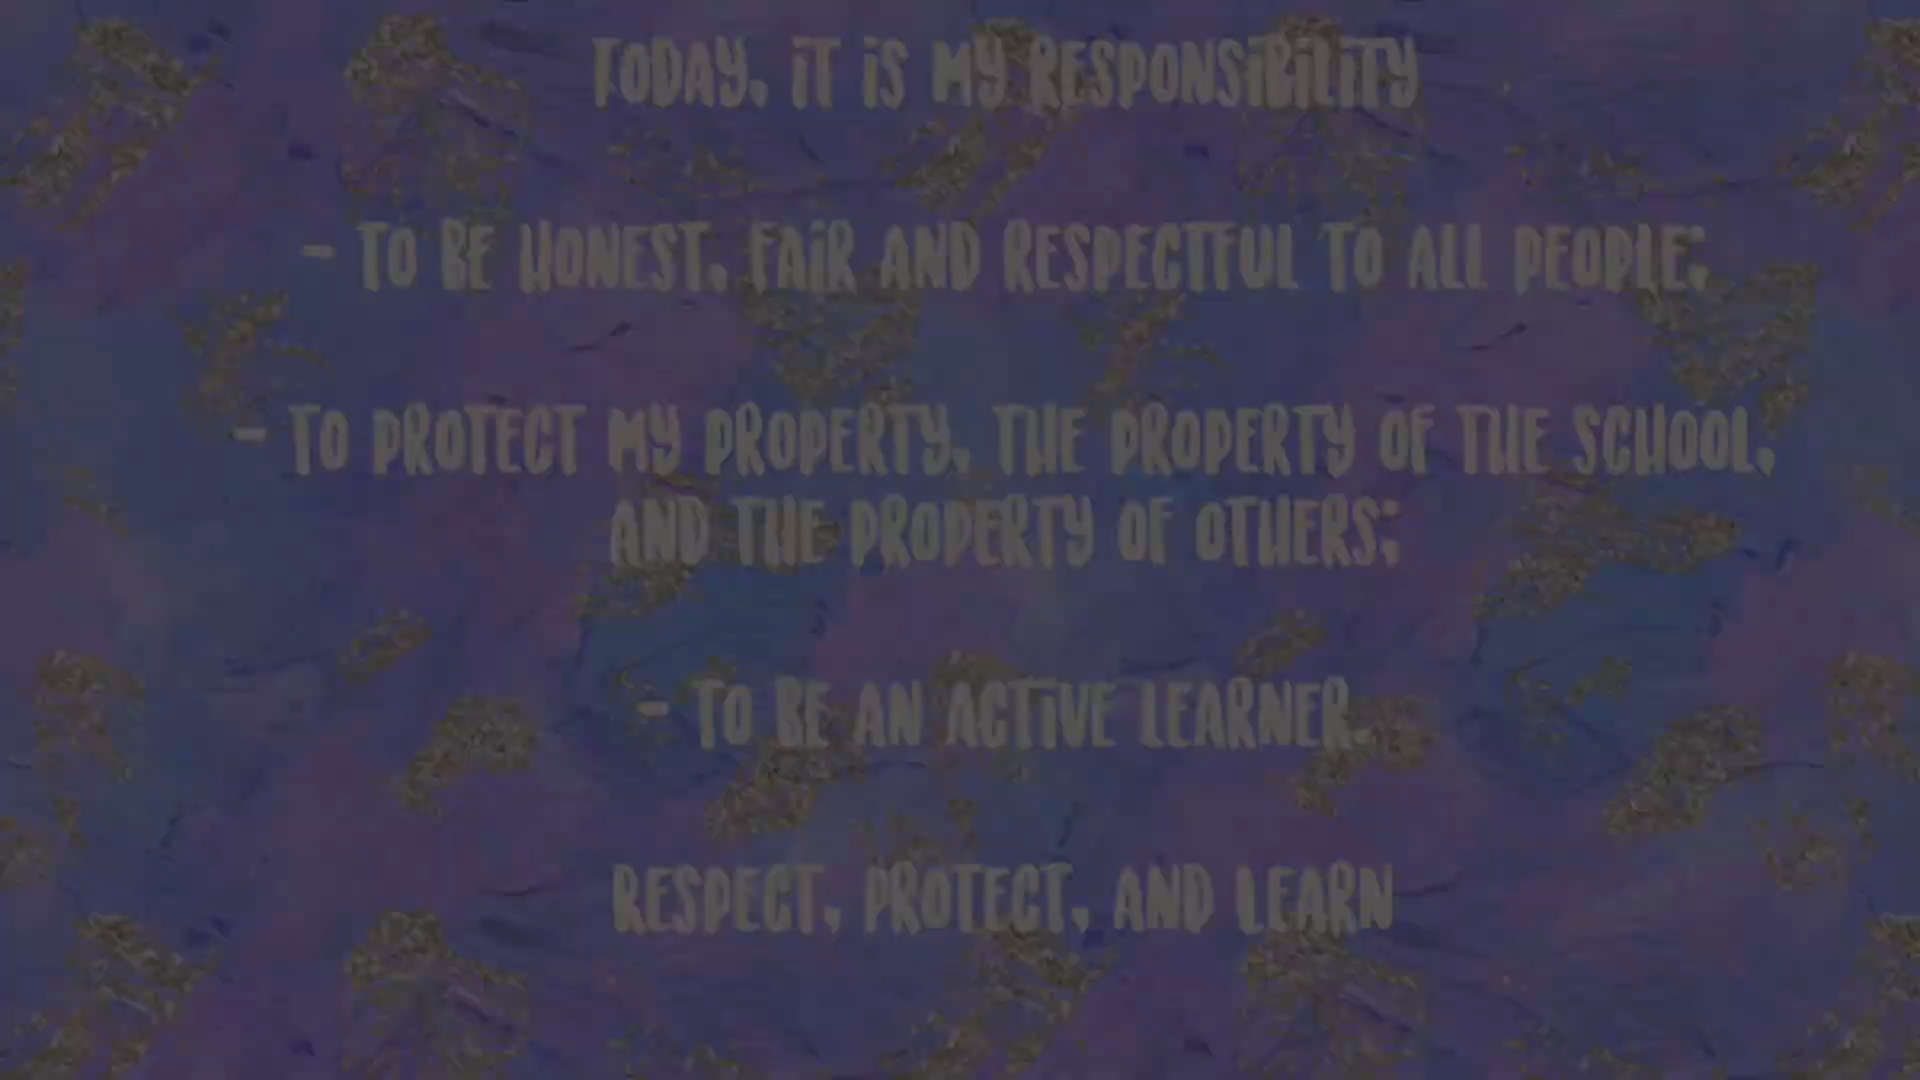 TODAY, IT IS MY RESPONSIBILITY
- TO BE HONEST, FAIR AND RESPECTFUL TO ALL PEOPLE;
- TO PROTECT MY PROPERTY, THE PROPERTY OF THE SCHOOL,
AND THE PROPERTY OF OTHERS;
- TO BE AN ACTIVE LEARNER.
RESPECT, PROTECT, AND LEARN